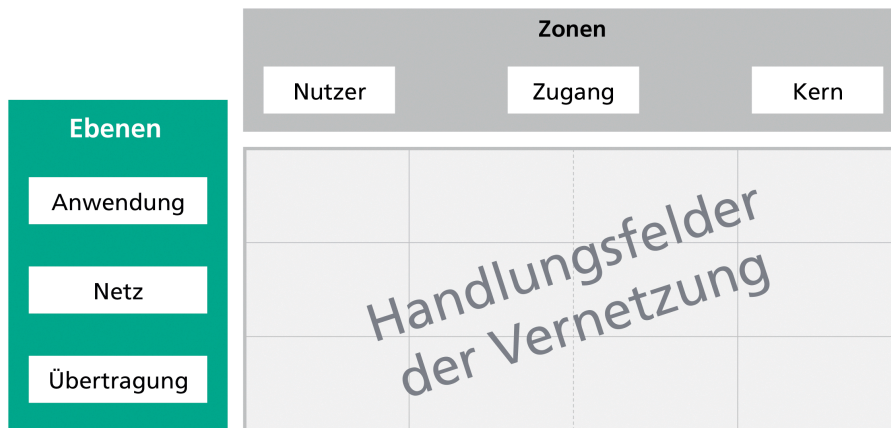 Zonen
Nutzer Zugang Kern
Ebenen
Anwendung
Netz
Übertragung
Handlungsfelder
der Vernetzung